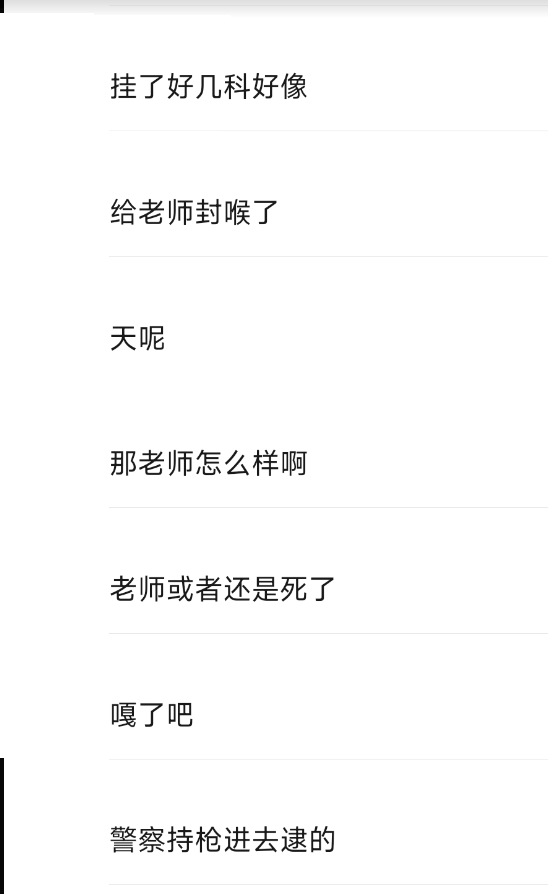 挂了好几科好像
给老师封喉了
天呢
那老师怎么样啊
老师或者还是死了
嘎了吧
警察持枪进去逮的